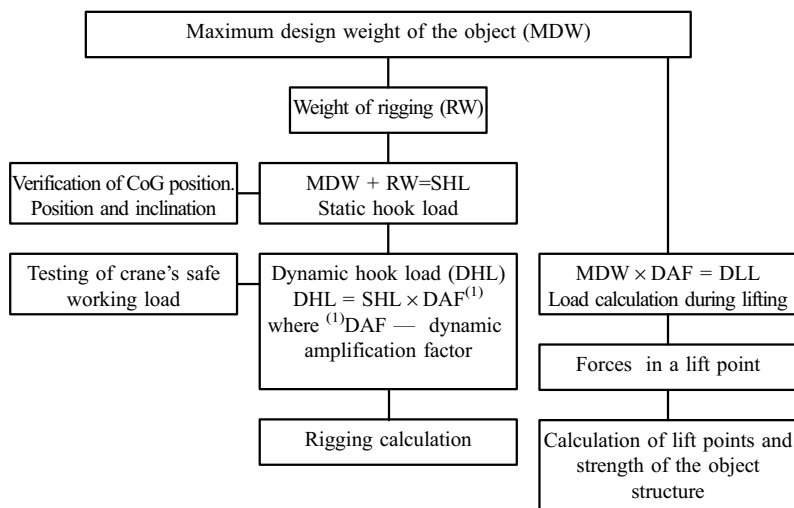 Maximum design weight of the object (MDW)
Weight of rigging (RW)
Verification of CoG position.
Position and inclination
MDW + RW=SHL
Static hook load
Testing of crane's safe
working load
Dynamic hook load (DHL)
DHL = SHL × DAF⁽¹⁾
where ⁽¹⁾DAF — dynamic
amplification factor
MDW × DAF = DLL
Load calculation during lifting
Forces in a lift point
Rigging calculation
Calculation of lift points and
strength of the object
structure